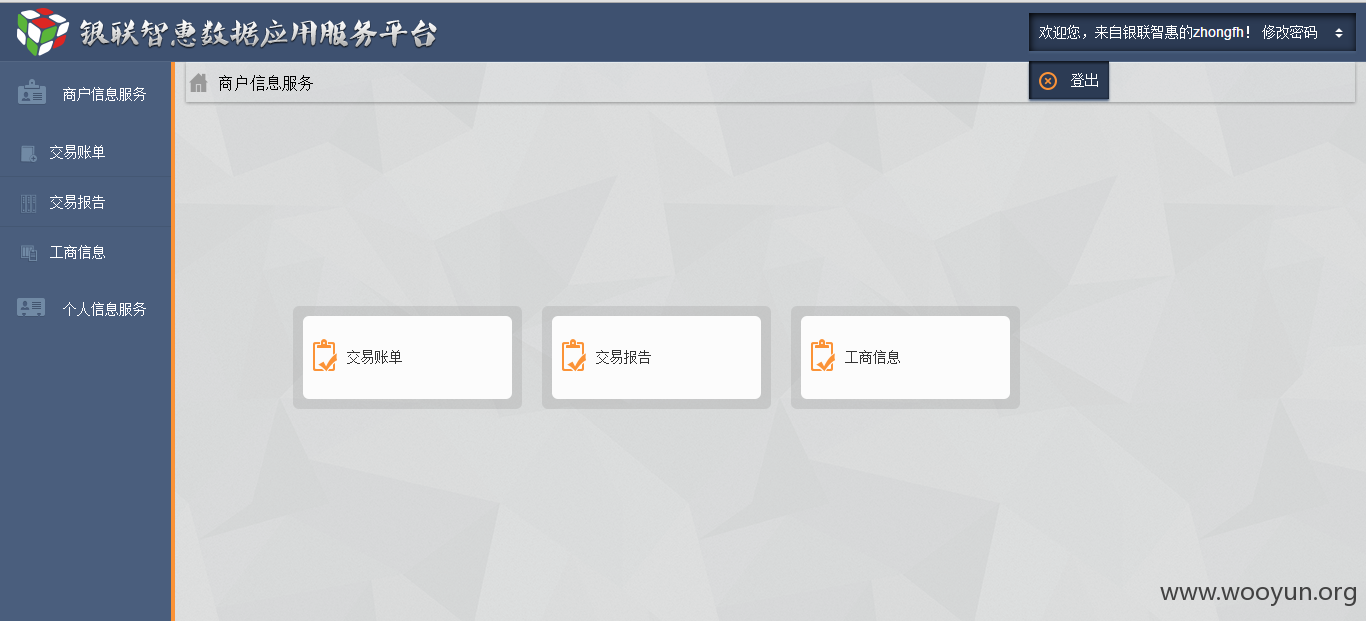 银联智惠数据应用服务平台
欢迎您，来自银联智惠的zhongfh！ 修改密码
登出
商户信息服务
商户信息服务
交易账单
交易报告
工商信息
个人信息服务
交易账单
交易报告
工商信息
www.wooyun.org